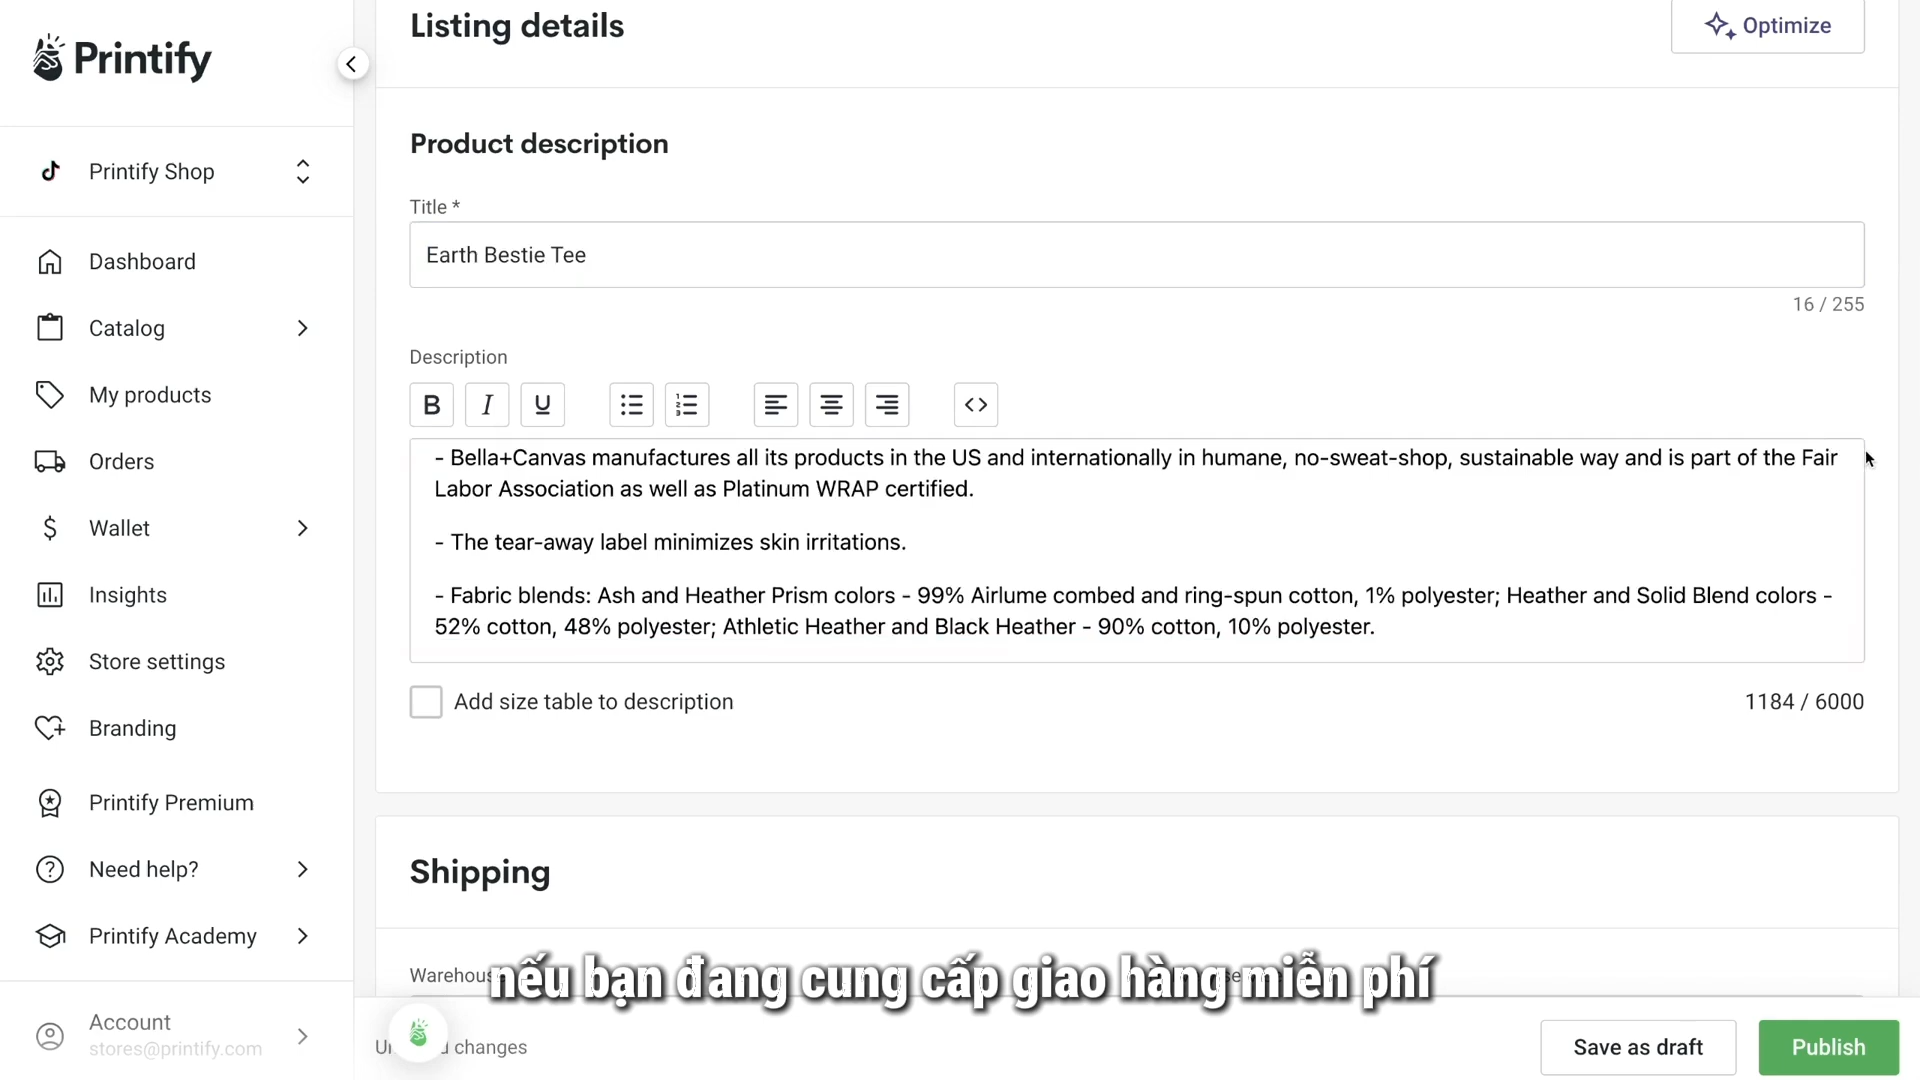 Printify
Printify Shop
Dashboard
Catalog
My products
Orders
Wallet
Insights
Store settings
Branding
Printify Premium
Need help?
Printify Academy
Account
stores@printify.com
Listing details
Optimize
Product description
Title *
Earth Bestie Tee
16 / 255
Description
B I U
- Bella+Canvas manufactures all its products in the US and internationally in humane, no-sweat-shop, sustainable way and is part of the Fair
Labor Association as well as Platinum WRAP certified.
- The tear-away label minimizes skin irritations.
- Fabric blends: Ash and Heather Prism colors - 99% Airlume combed and ring-spun cotton, 1% polyester; Heather and Solid Blend colors -
52% cotton, 48% polyester; Athletic Heather and Black Heather - 90% cotton, 10% polyester.
Add size table to description
1184 / 6000
Shipping
nếu bạn đang cung cấp giao hàng miễn phí
changes
Save as draft
Publish